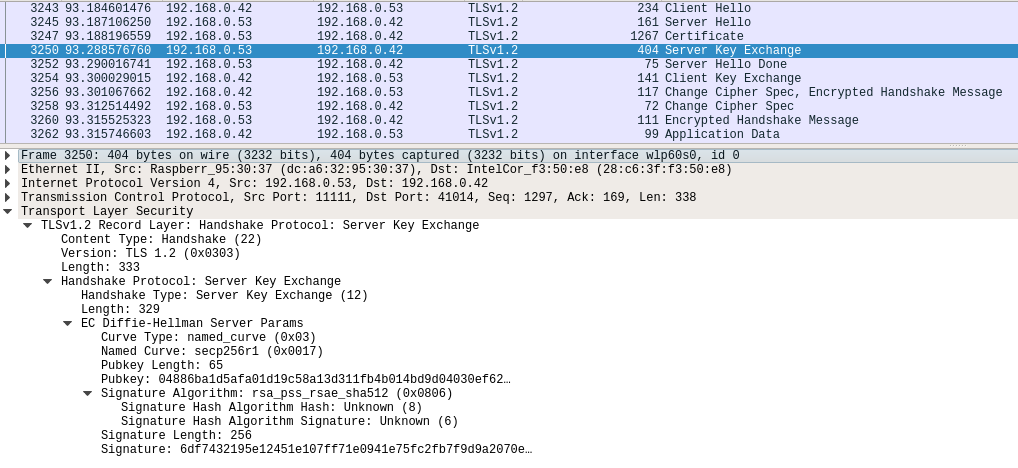 3243 93.184601476 192.168.0.42 192.168.0.53 TLSv1.2 234 Client Hello
3245 93.187106250 192.168.0.53 192.168.0.42 TLSv1.2 161 Server Hello
3247 93.188196559 192.168.0.53 192.168.0.42 TLSv1.2 1267 Certificate
3250 93.288576760 192.168.0.53 192.168.0.42 TLSv1.2 404 Server Key Exchange
3252 93.290016741 192.168.0.53 192.168.0.42 TLSv1.2 75 Server Hello Done
3254 93.300029015 192.168.0.42 192.168.0.53 TLSv1.2 141 Client Key Exchange
3256 93.301067662 192.168.0.42 192.168.0.53 TLSv1.2 117 Change Cipher Spec, Encrypted Handshake Message
3258 93.312514492 192.168.0.53 192.168.0.42 TLSv1.2 72 Change Cipher Spec
3260 93.315525323 192.168.0.53 192.168.0.42 TLSv1.2 111 Encrypted Handshake Message
3262 93.315746603 192.168.0.42 192.168.0.53 TLSv1.2 99 Application Data
Frame 3250: 404 bytes on wire (3232 bits), 404 bytes captured (3232 bits) on interface wlp60s0, id 0
Ethernet II, Src: Raspberr_95:30:37 (dc:a6:32:95:30:37), Dst: IntelCor_f3:50:e8 (28:c6:3f:f3:50:e8)
Internet Protocol Version 4, Src: 192.168.0.53, Dst: 192.168.0.42
Transmission Control Protocol, Src Port: 11111, Dst Port: 41014, Seq: 1297, Ack: 169, Len: 338
Transport Layer Security
TLSv1.2 Record Layer: Handshake Protocol: Server Key Exchange
Content Type: Handshake (22)
Version: TLS 1.2 (0x0303)
Length: 333
Handshake Protocol: Server Key Exchange
Handshake Type: Server Key Exchange (12)
Length: 329
EC Diffie-Hellman Server Params
Curve Type: named_curve (0x03)
Named Curve: secp256r1 (0x0017)
Pubkey Length: 65
Pubkey: 04886ba1d5afa01d19c58a13d311fb4b014bd9d04030ef62…
Signature Algorithm: rsa_pss_rsae_sha512 (0x0806)
Signature Hash Algorithm Hash: Unknown (8)
Signature Hash Algorithm Signature: Unknown (6)
Signature Length: 256
Signature: 6df7432195e12451e107ff71e0941e75fc2fb7f9d9a2070e…